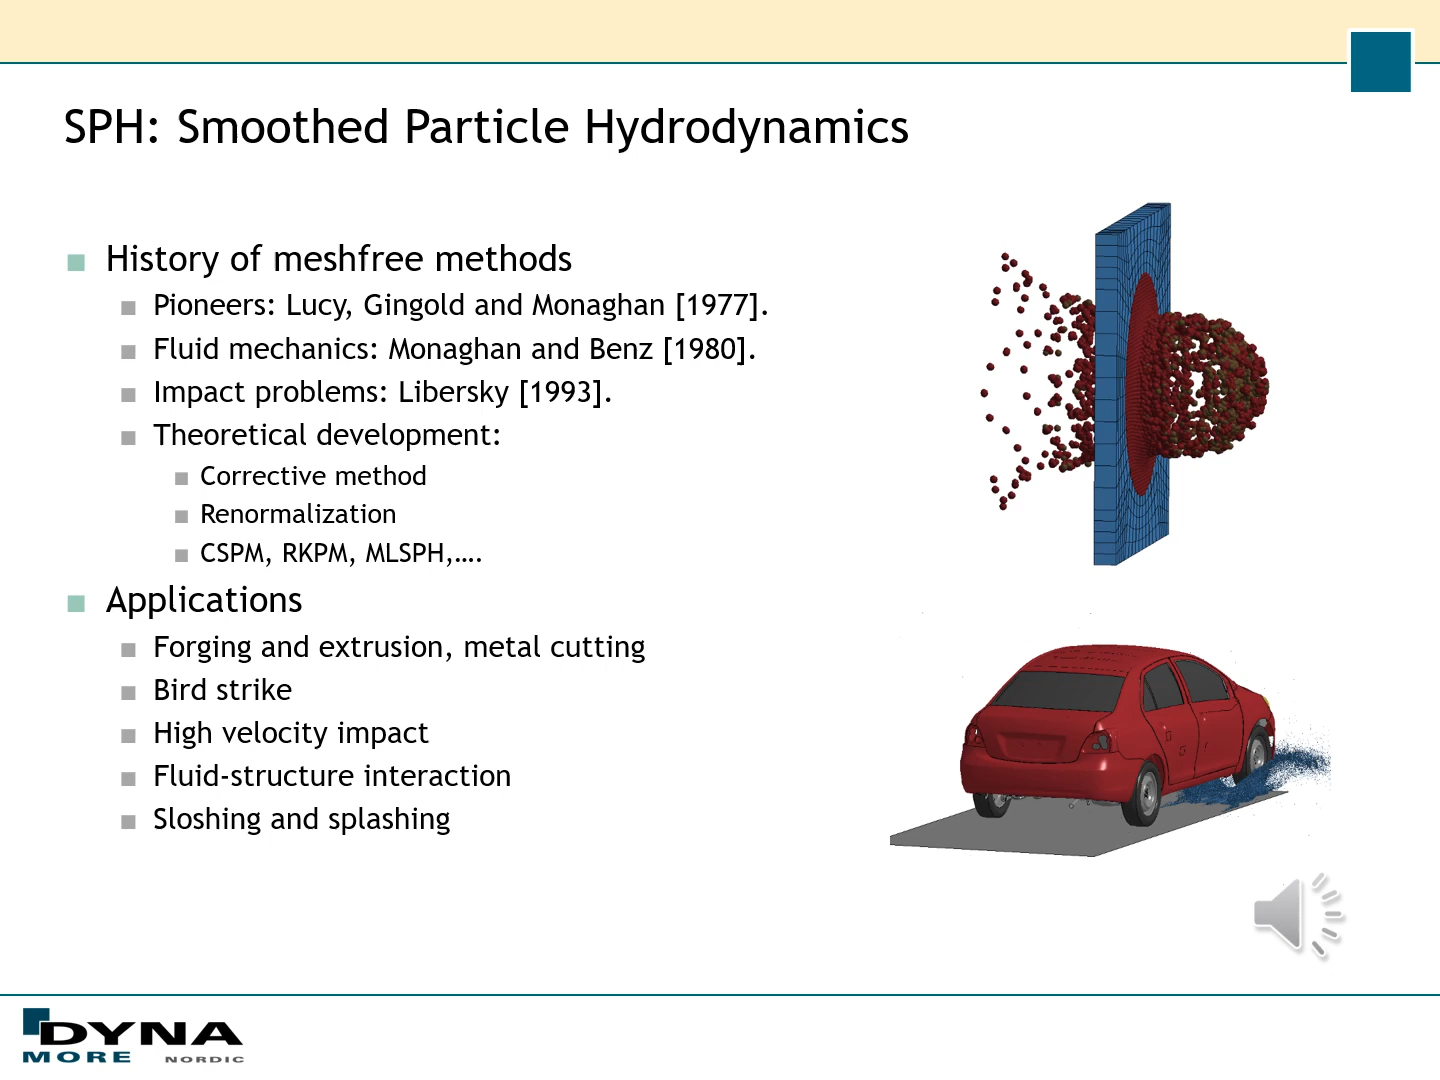 SPH: Smoothed Particle Hydrodynamics
History of meshfree methods
Pioneers: Lucy, Gingold and Monaghan [1977].
Fluid mechanics: Monaghan and Benz [1980].
Impact problems: Libersky [1993].
Theoretical development:
Corrective method
Renormalization
CSPM, RKPM, MLSPH,….
Applications
Forging and extrusion, metal cutting
Bird strike
High velocity impact
Fluid-structure interaction
Sloshing and splashing
DYNA
MORE NORDIC